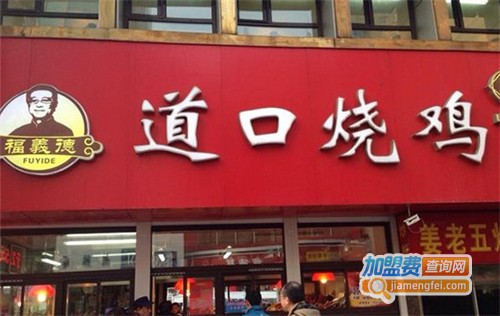 道口烧鸡
福義德
FUYIDE
姜老五
加盟费查询网
jiamengfei.com